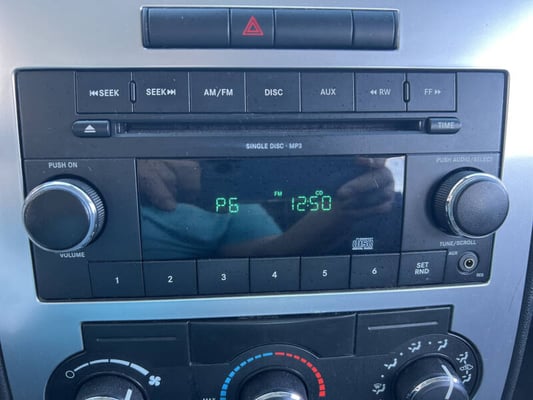 SEEK SEEK AM/FM DISC AUX RW FF
TIME
SINGLE DISC · MP3
PUSH ON PUSH AUDIO/SELECT
FM CD
P6 12:50
VOLUME TUNE/SCROLL
1 2 3 4 5 6 SET RND AUX